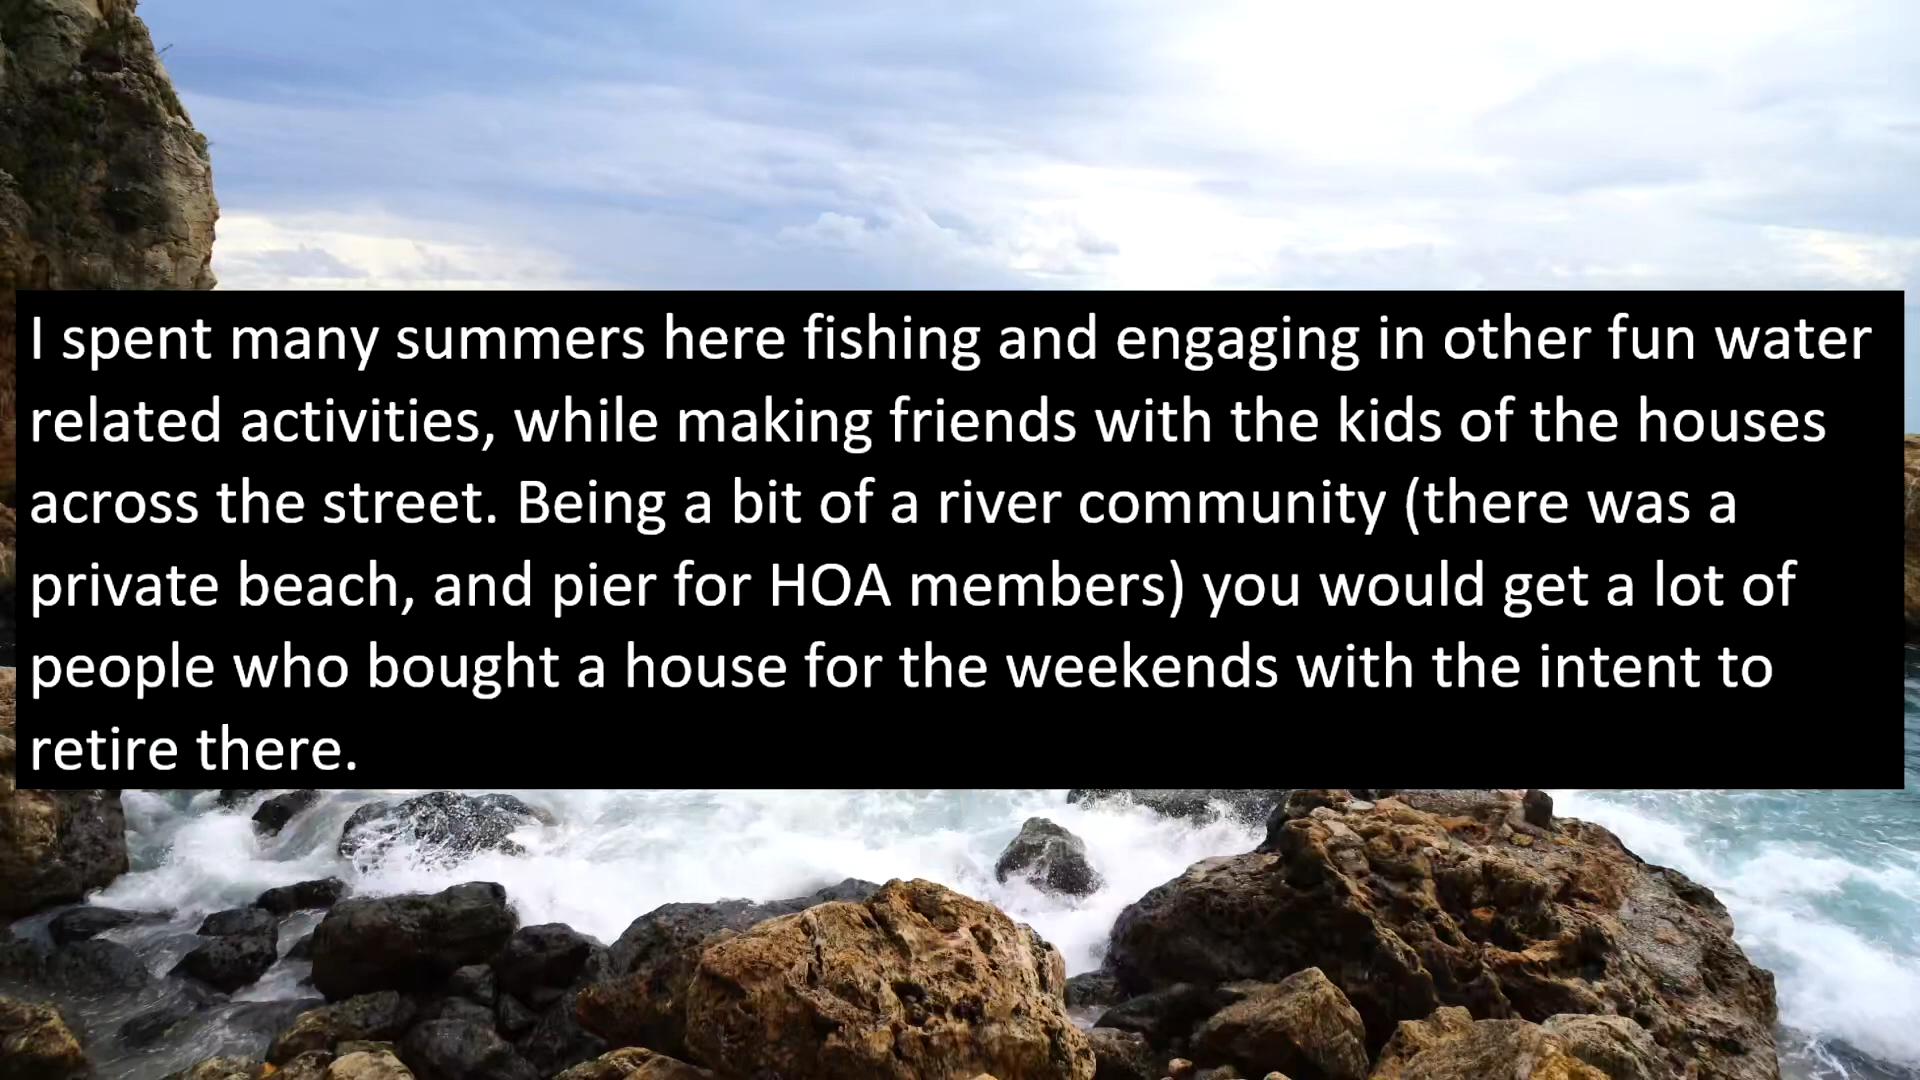 I spent many summers here fishing and engaging in other fun water
related activities, while making friends with the kids of the houses
across the street. Being a bit of a river community (there was a
private beach, and pier for HOA members) you would get a lot of
people who bought a house for the weekends with the intent to
retire there.